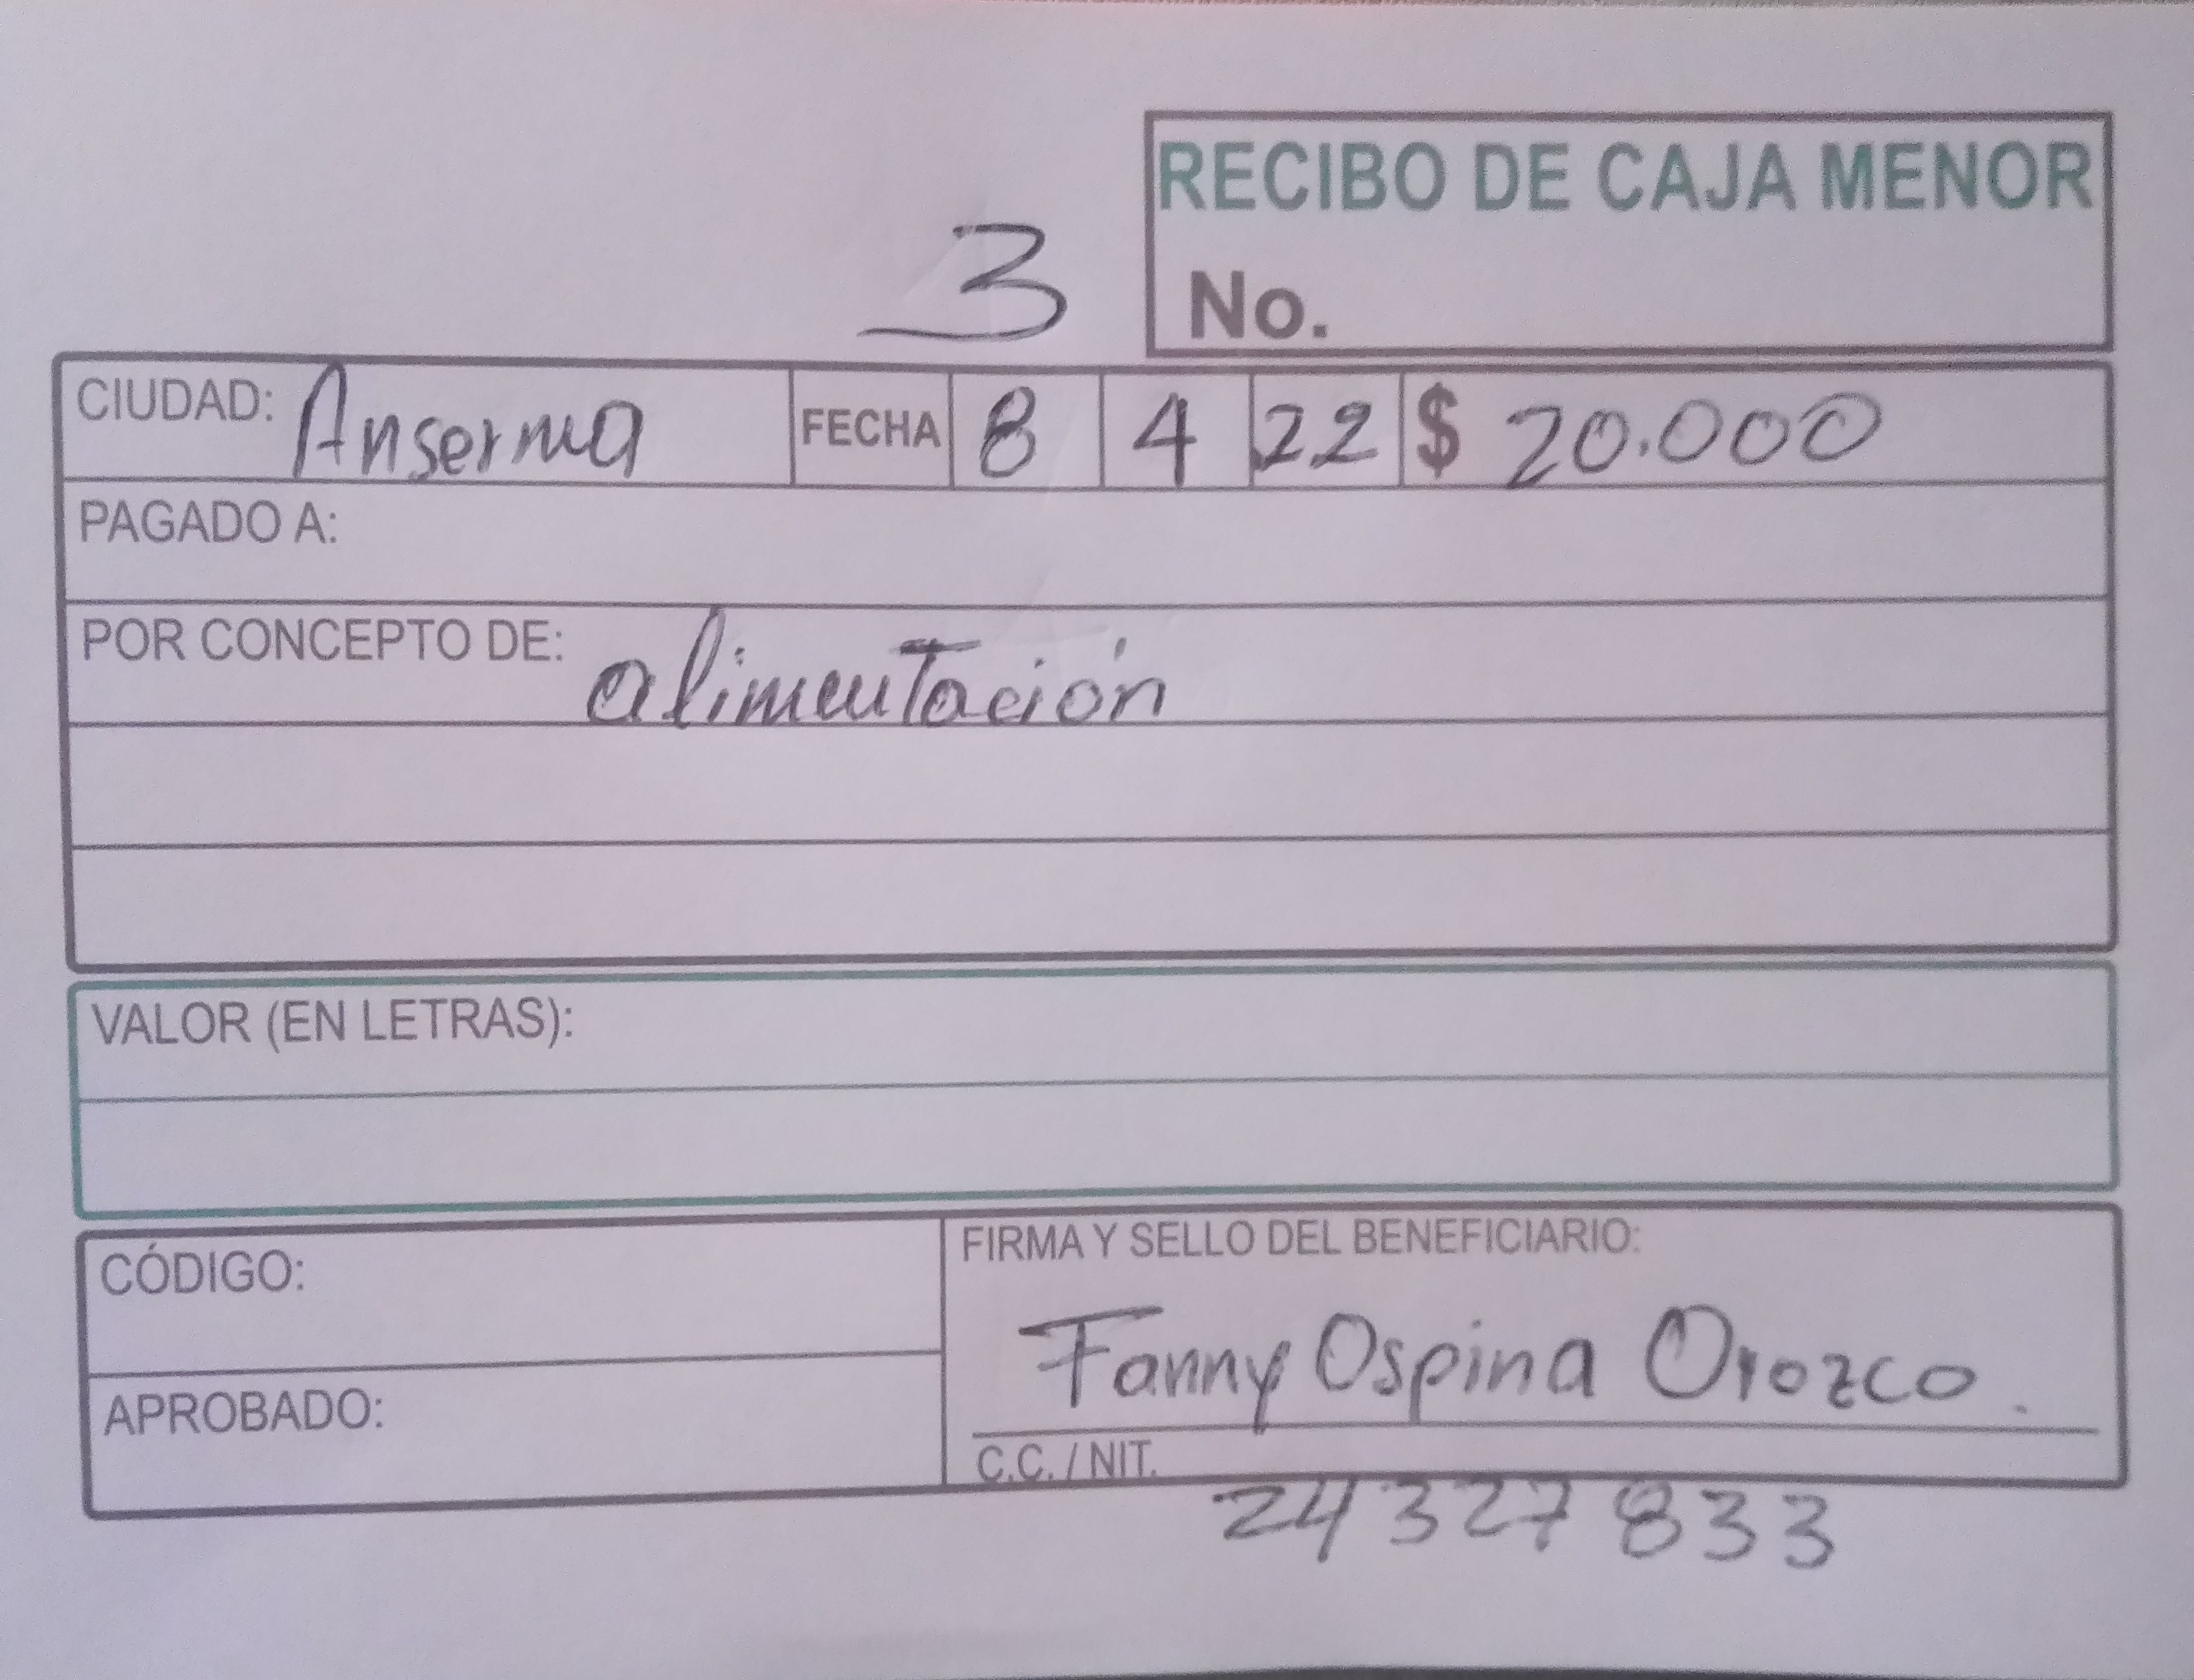 RECIBO DE CAJA MENOR
3 No.
CIUDAD: Anserma FECHA 8 4 22 $ 20.000
PAGADO A:
POR CONCEPTO DE: alimentación
VALOR (EN LETRAS):
CÓDIGO:
APROBADO:
FIRMA Y SELLO DEL BENEFICIARIO:
Fanny Ospina Orozco.
C.C. / NIT.
24327833